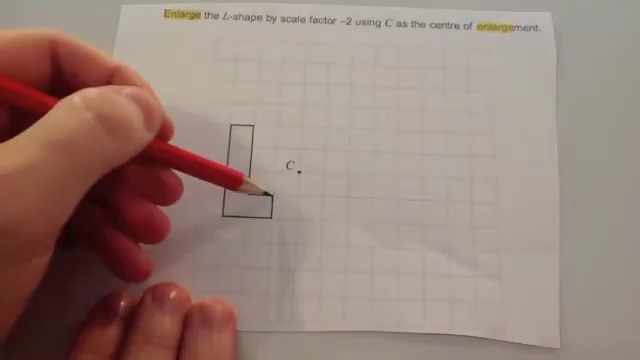 Enlarge the L-shape by scale factor –2 using C as the centre of enlargement.
C